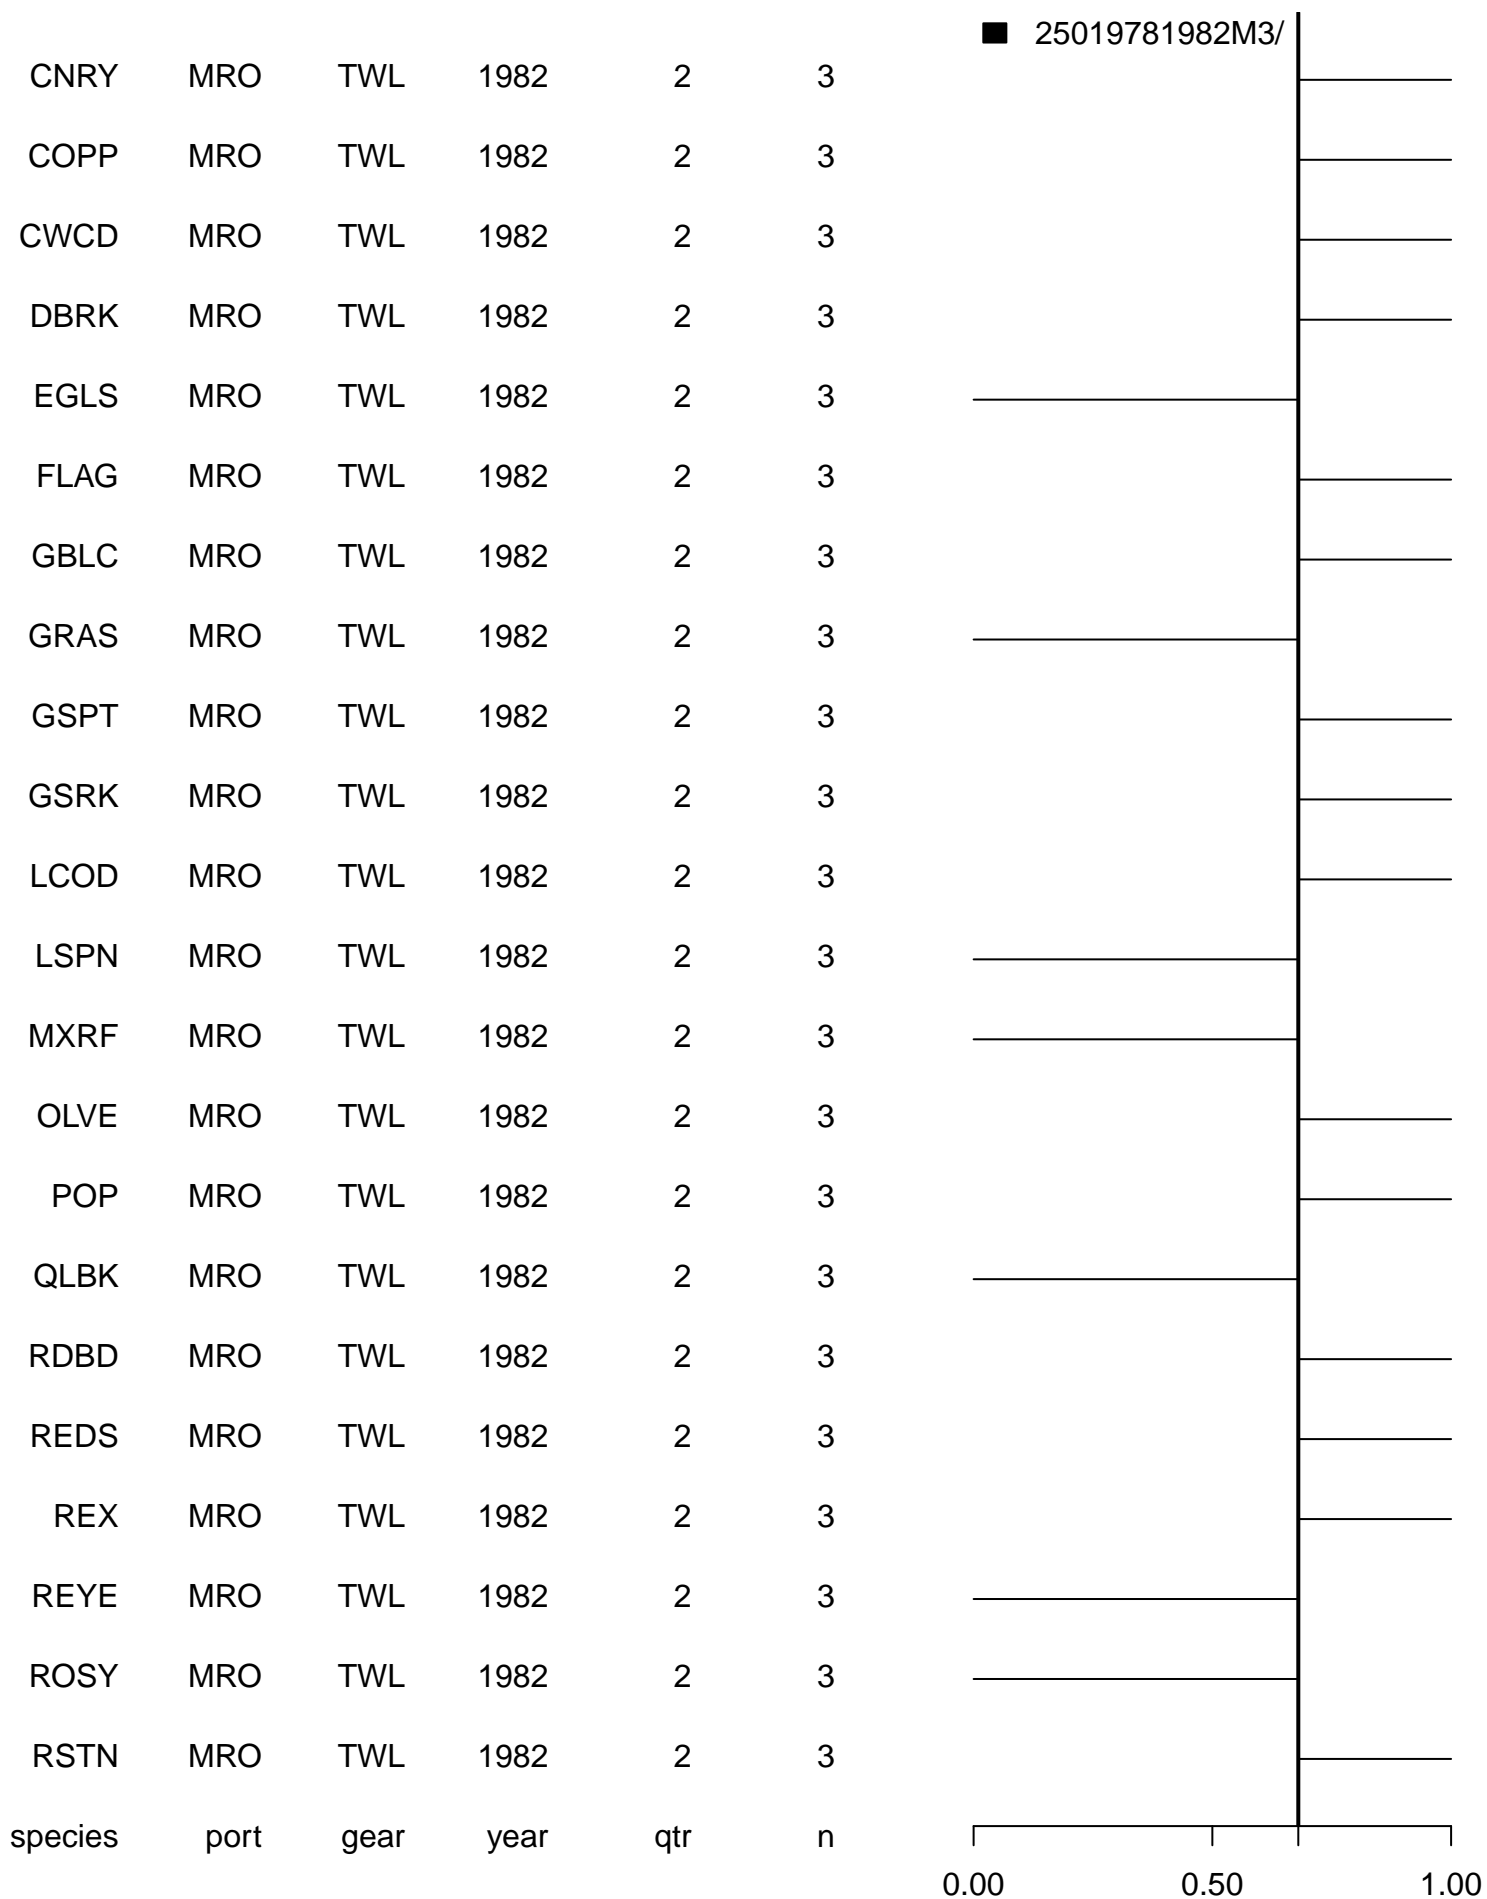 25019781982M3/
CNRY MRO TWL 1982 2 3
COPP MRO TWL 1982 2 3
CWCD MRO TWL 1982 2 3
DBRK MRO TWL 1982 2 3
EGLS MRO TWL 1982 2 3
FLAG MRO TWL 1982 2 3
GBLC MRO TWL 1982 2 3
GRAS MRO TWL 1982 2 3
GSPT MRO TWL 1982 2 3
GSRK MRO TWL 1982 2 3
LCOD MRO TWL 1982 2 3
LSPN MRO TWL 1982 2 3
MXRF MRO TWL 1982 2 3
OLVE MRO TWL 1982 2 3
POP MRO TWL 1982 2 3
QLBK MRO TWL 1982 2 3
RDBD MRO TWL 1982 2 3
REDS MRO TWL 1982 2 3
REX MRO TWL 1982 2 3
REYE MRO TWL 1982 2 3
ROSY MRO TWL 1982 2 3
RSTN MRO TWL 1982 2 3
species port gear year qtr n
0.00 0.50 1.00